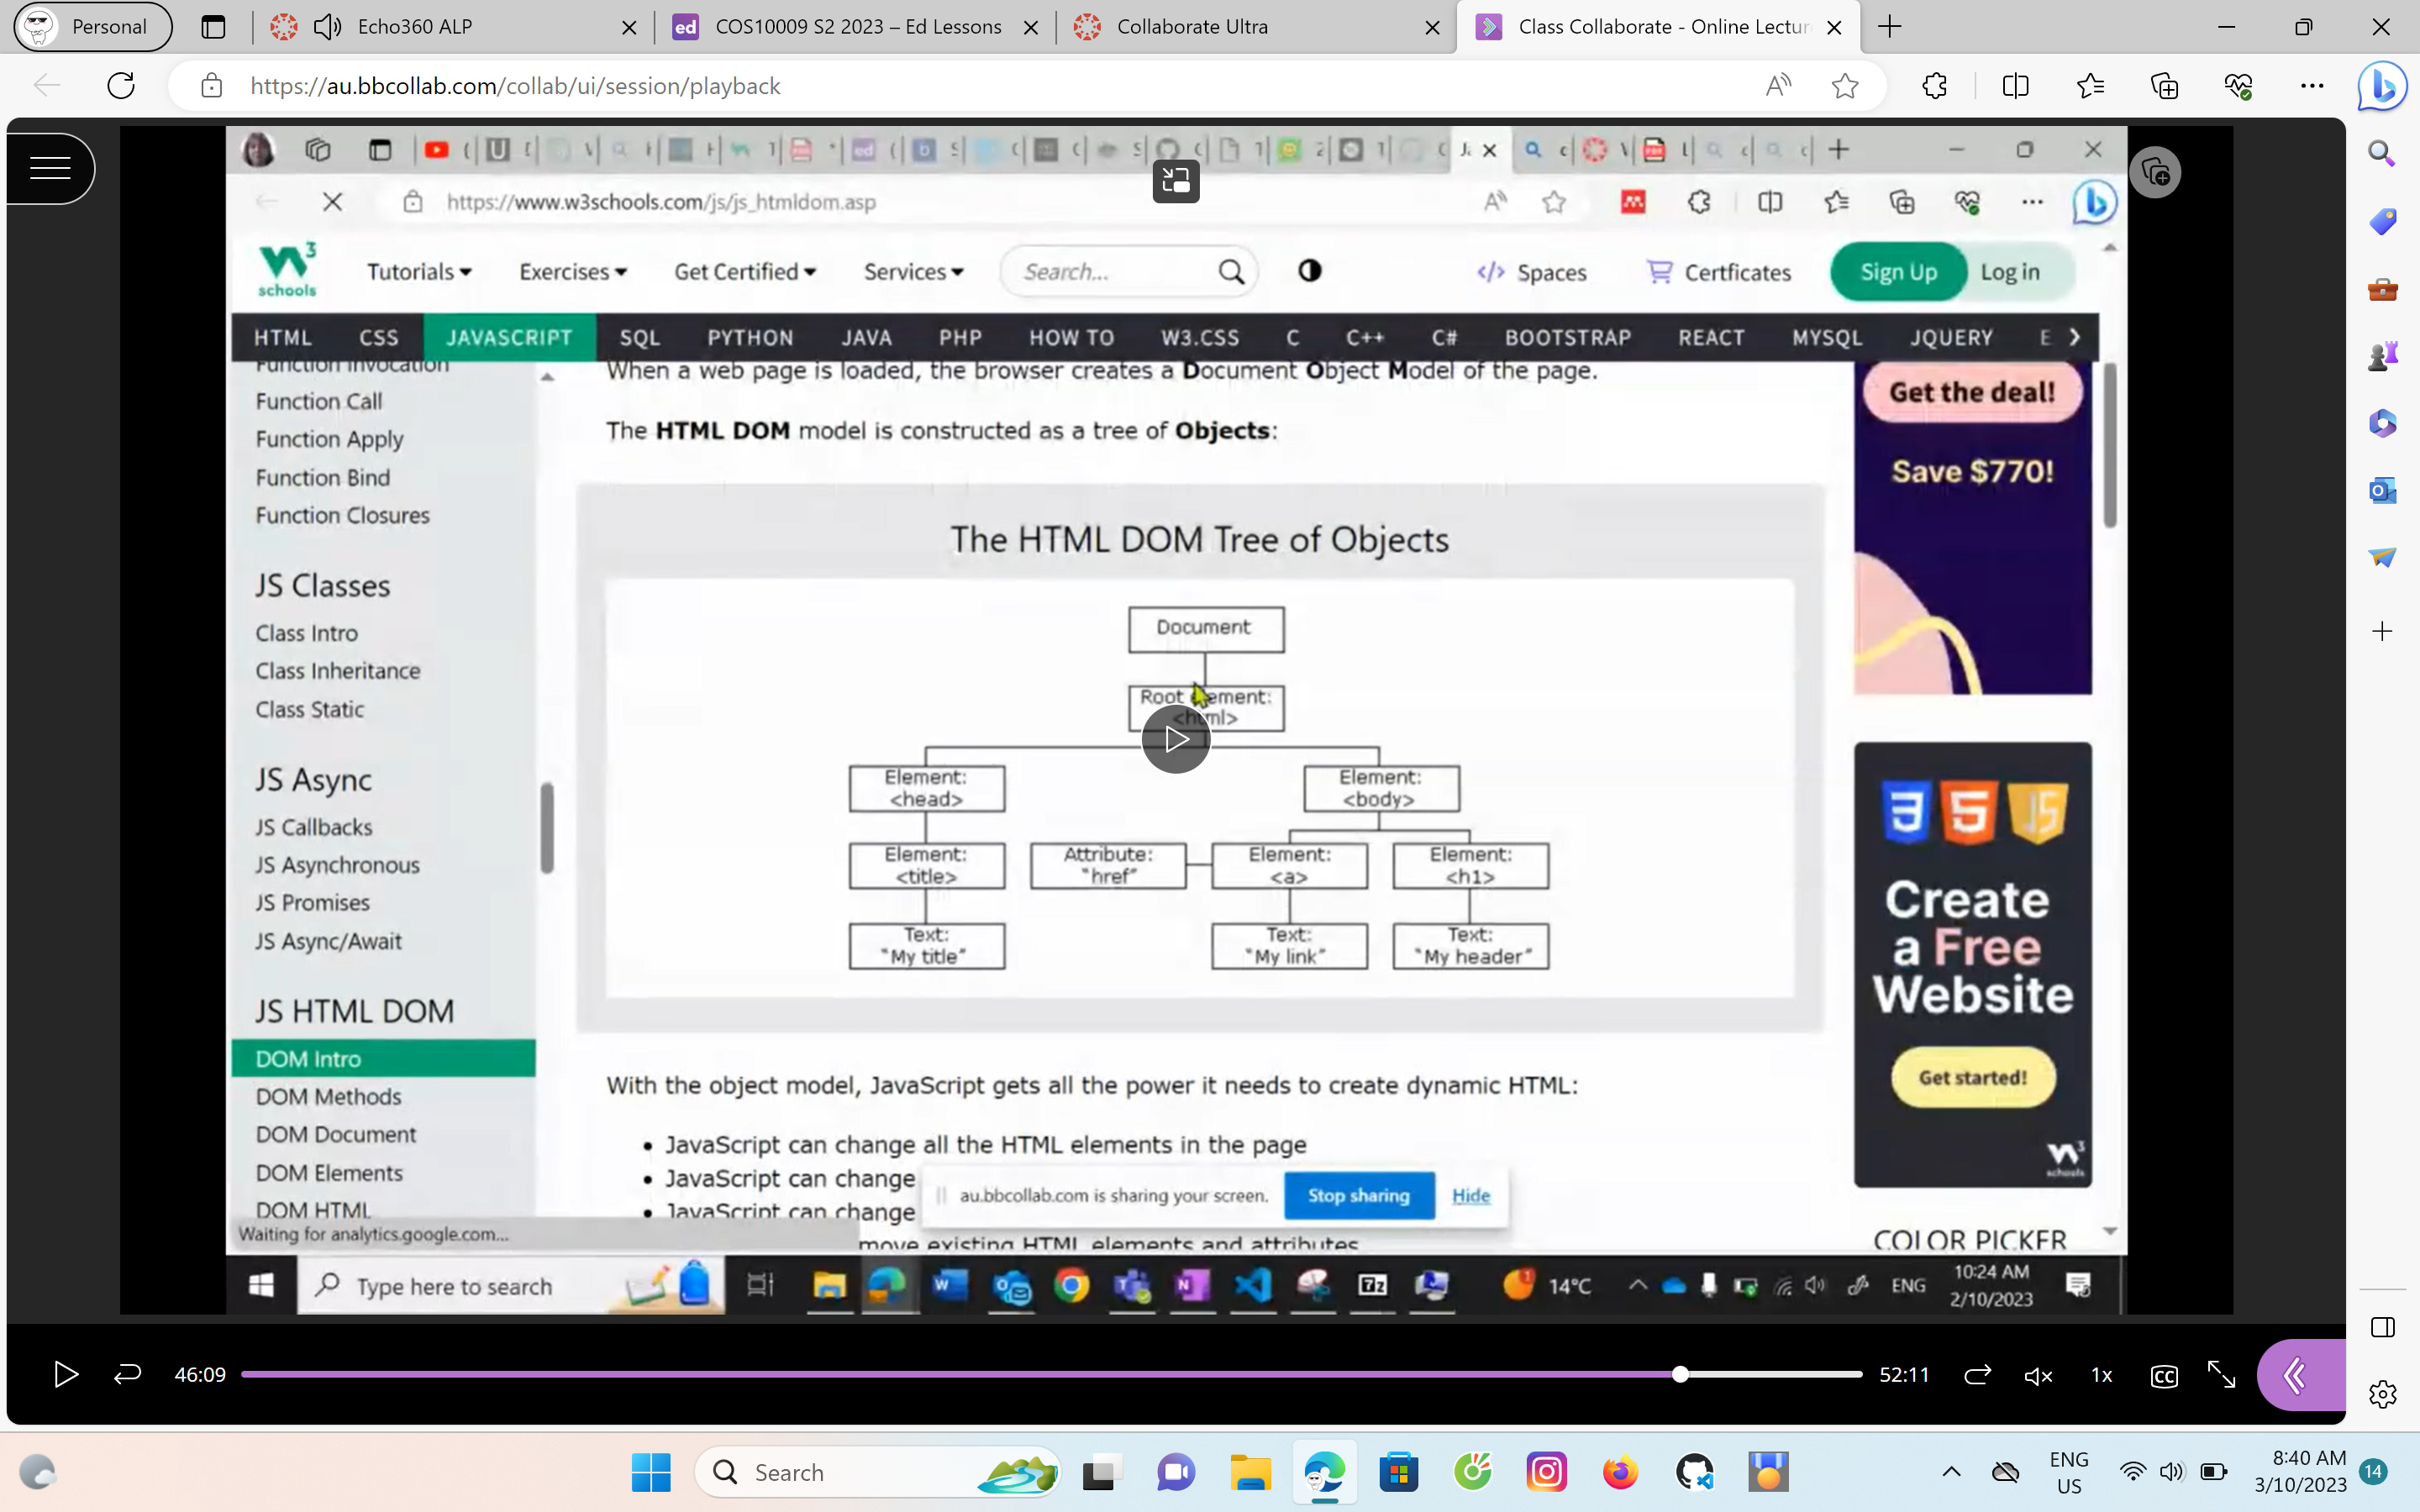 Personal
Echo360 ALP
ed COS10009 S2 2023 – Ed Lessons
Collaborate Ultra
Class Collaborate - Online Lectur
https://au.bbcollab.com/collab/ui/session/playback
https://www.w3schools.com/js/js_htmldom.asp
W3 schools
Tutorials Exercises Get Certified Services Search... Spaces Certficates Sign Up Log in
HTML CSS JAVASCRIPT SQL PYTHON JAVA PHP HOW TO W3.CSS C C++ C# BOOTSTRAP REACT MYSQL JQUERY E
Function Invocation
Function Call
Function Apply
Function Bind
Function Closures
JS Classes
Class Intro
Class Inheritance
Class Static
JS Async
JS Callbacks
JS Asynchronous
JS Promises
JS Async/Await
JS HTML DOM
DOM Intro
DOM Methods
DOM Document
DOM Elements
DOM HTML
Waiting for analytics.google.com...
When a web page is loaded, the browser creates a Document Object Model of the page.
The HTML DOM model is constructed as a tree of Objects:
The HTML DOM Tree of Objects
Document
Root element:
<html>
Element:
<head>
Element:
<body>
Element:
<title>
Attribute:
"href"
Element:
<a>
Element:
<h1>
Text:
"My title"
Text:
"My link"
Text:
"My header"
With the object model, JavaScript gets all the power it needs to create dynamic HTML:
• JavaScript can change all the HTML elements in the page
• JavaScript can change
• JavaScript can change
move existing HTML elements and attributes
au.bbcollab.com is sharing your screen. Stop sharing Hide
Get the deal!
Save $770!
3 5 JS
Create
a Free
Website
Get started!
W3 schools
COLOR PICKER
Type here to search
14°C
ENG
10:24 AM
2/10/2023
46:09
52:11
1x
CC
Search
ENG
US
8:40 AM
3/10/2023
14